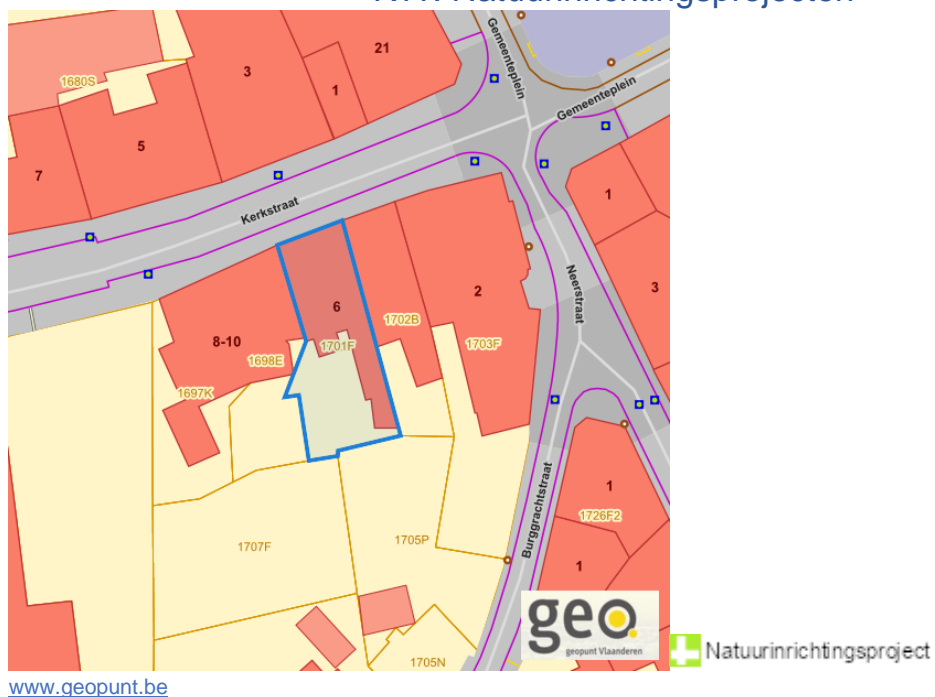 Natuurinrichtingsprojecten
Gemeenteplein
21
3
1680S
1
Gemeenteplein
5
7
1
Kerkstraat
Neerstraat
3
6
2
1702B
8-10
1701F
1703F
1698E
1697K
Burggrachtstraat
1
1726F2
1707F
1705P
1
geo
geopunt Vlaanderen
Natuurinrichtingsproject
1705N
www.geopunt.be